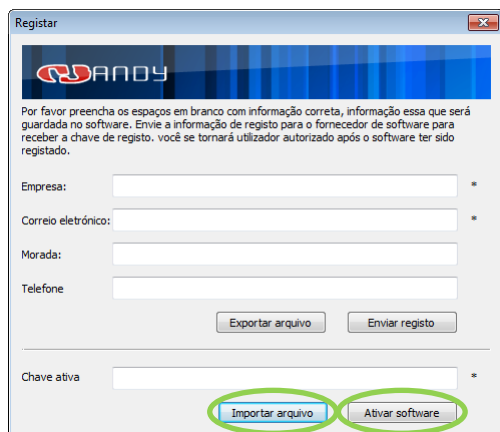 Registar
ANDY
Por favor preencha os espaços em branco com informação correta, informação essa que será
guardada no software. Envie a informação de registo para o fornecedor de software para
receber a chave de registo. você se tornará utilizador autorizado após o software ter sido
registado.
Empresa: *
Correio eletrónico: *
Morada:
Telefone
Exportar arquivo Enviar registo
Chave ativa *
Importar arquivo Ativar software